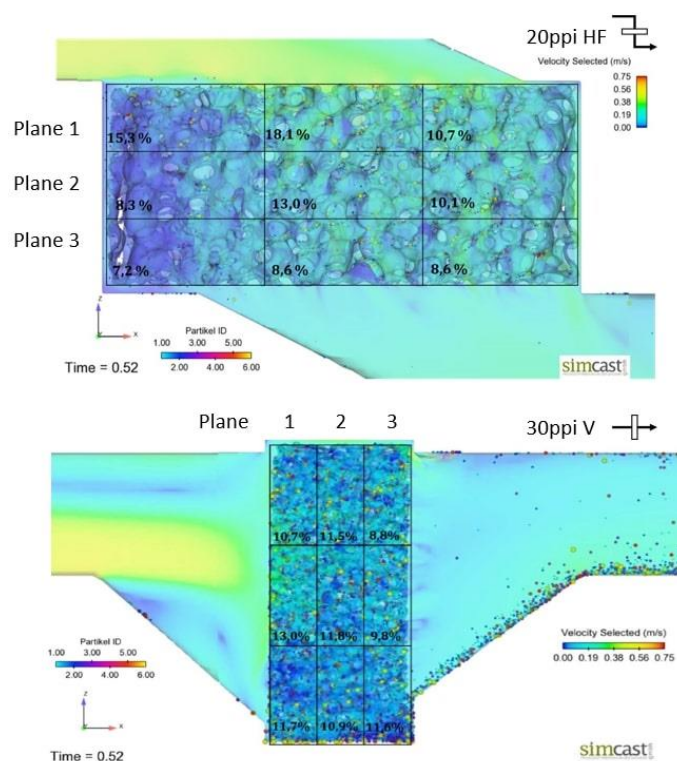 20ppi HF
Velocity Selected (m/s)
0.75
0.56
0.38
0.19
0.00
Plane 1
15,3%
18,1%
10,7%
Plane 2
8,3%
13,0%
10,1%
Plane 3
7,2%
8,6%
8,6%
z
x
Partikel ID
1.00 3.00 5.00
2.00 4.00 6.00
Time = 0.52
simcast
Plane 1 2 3
30ppi V
10,7% 11,5% 8,8%
13,0% 11,8% 9,8%
11,7% 10,9% 11,6%
Partikel ID
1.00 3.00 5.00
2.00 4.00 6.00
Velocity Selected (m/s)
0.00 0.19 0.38 0.56 0.75
z
x
Time = 0.52
simcast